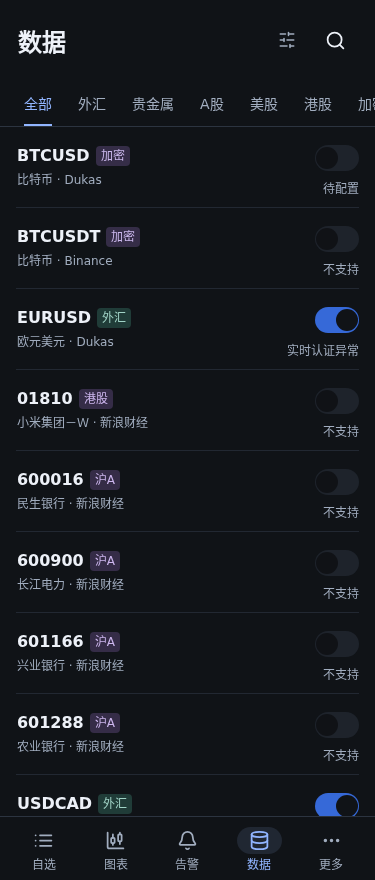 数据
全部 外汇 贵金属 A股 美股 港股
BTCUSD 加密
比特币 · Dukas
待配置
BTCUSDT 加密
比特币 · Binance
不支持
EURUSD 外汇
欧元美元 · Dukas
实时认证异常
01810 港股
小米集团－W · 新浪财经
不支持
600016 沪A
民生银行 · 新浪财经
不支持
600900 沪A
长江电力 · 新浪财经
不支持
601166 沪A
兴业银行 · 新浪财经
不支持
601288 沪A
农业银行 · 新浪财经
不支持
USDCAD 外汇
自选 图表 告警 数据 更多